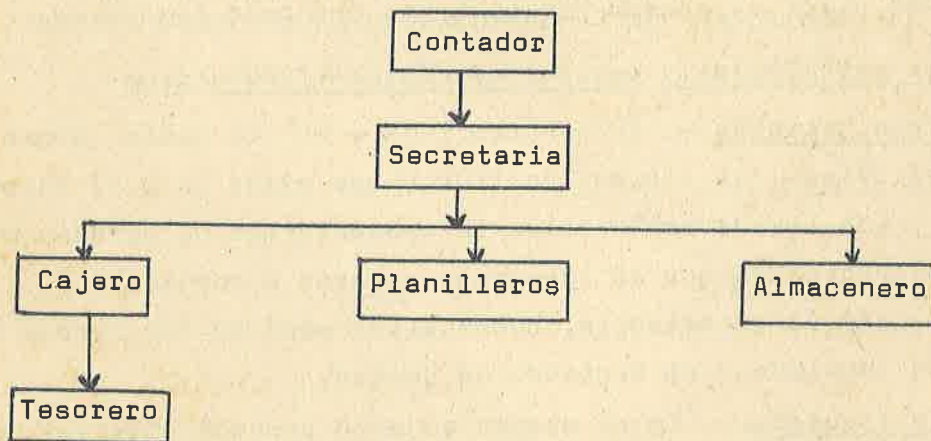 Contador
Secretaria
Cajero
Planilleros
Almacenero
Tesorero